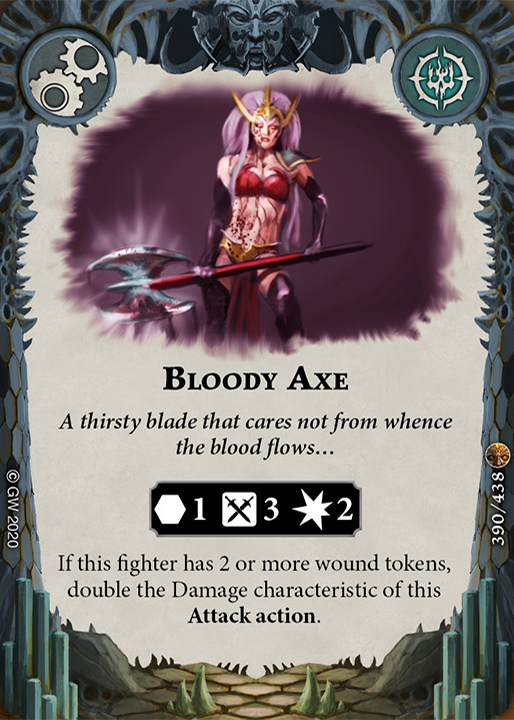 Bloody Axe
A thirsty blade that cares not from whence
the blood flows…
1 3 2
If this fighter has 2 or more wound tokens,
double the Damage characteristic of this
Attack action.
© GW 2020
390/438